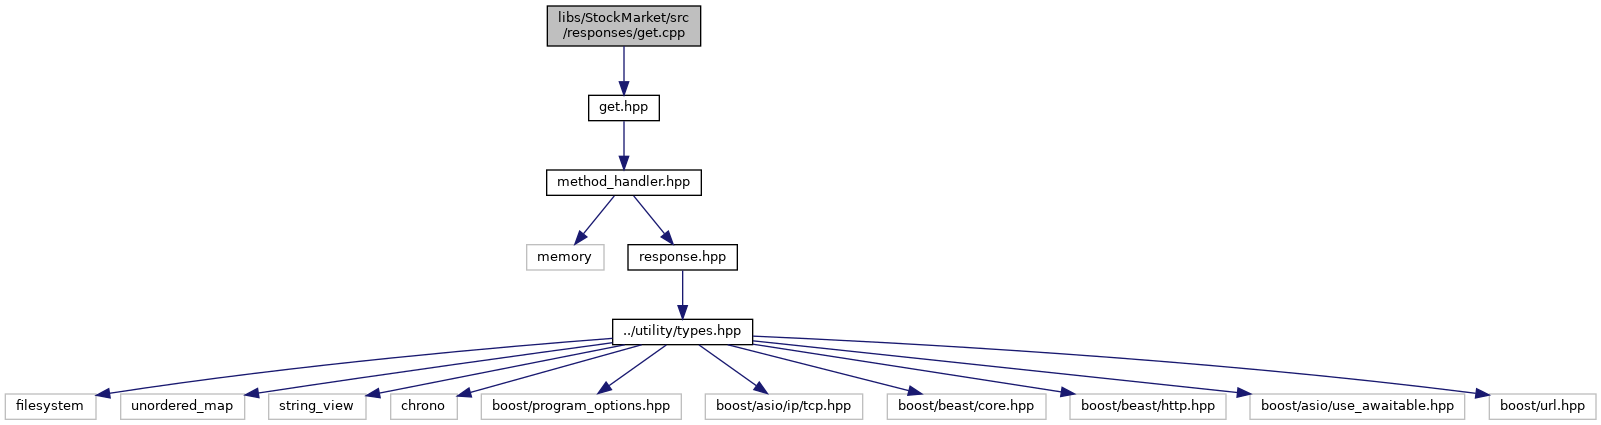 libs/StockMarket/src
/responses/get.cpp
get.hpp
method_handler.hpp
memory
response.hpp
../utility/types.hpp
filesystem
unordered_map
string_view
chrono
boost/program_options.hpp
boost/asio/ip/tcp.hpp
boost/beast/core.hpp
boost/beast/http.hpp
boost/asio/use_awaitable.hpp
boost/url.hpp